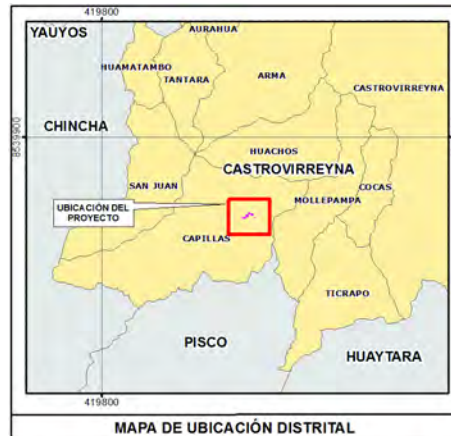 419800
YAUYOS
AURAHUA
HUAMATAMBO
TANTARA
ARMA
CASTROVIRREYNA
CHINCHA
8539900
HUACHOS
CASTROVIRREYNA
SAN JUAN
COCAS
MOLLEPAMPA
UBICACIÓN DEL
PROYECTO
CAPILLAS
TICRAPO
PISCO
HUAYTARA
419800
MAPA DE UBICACIÓN DISTRITAL